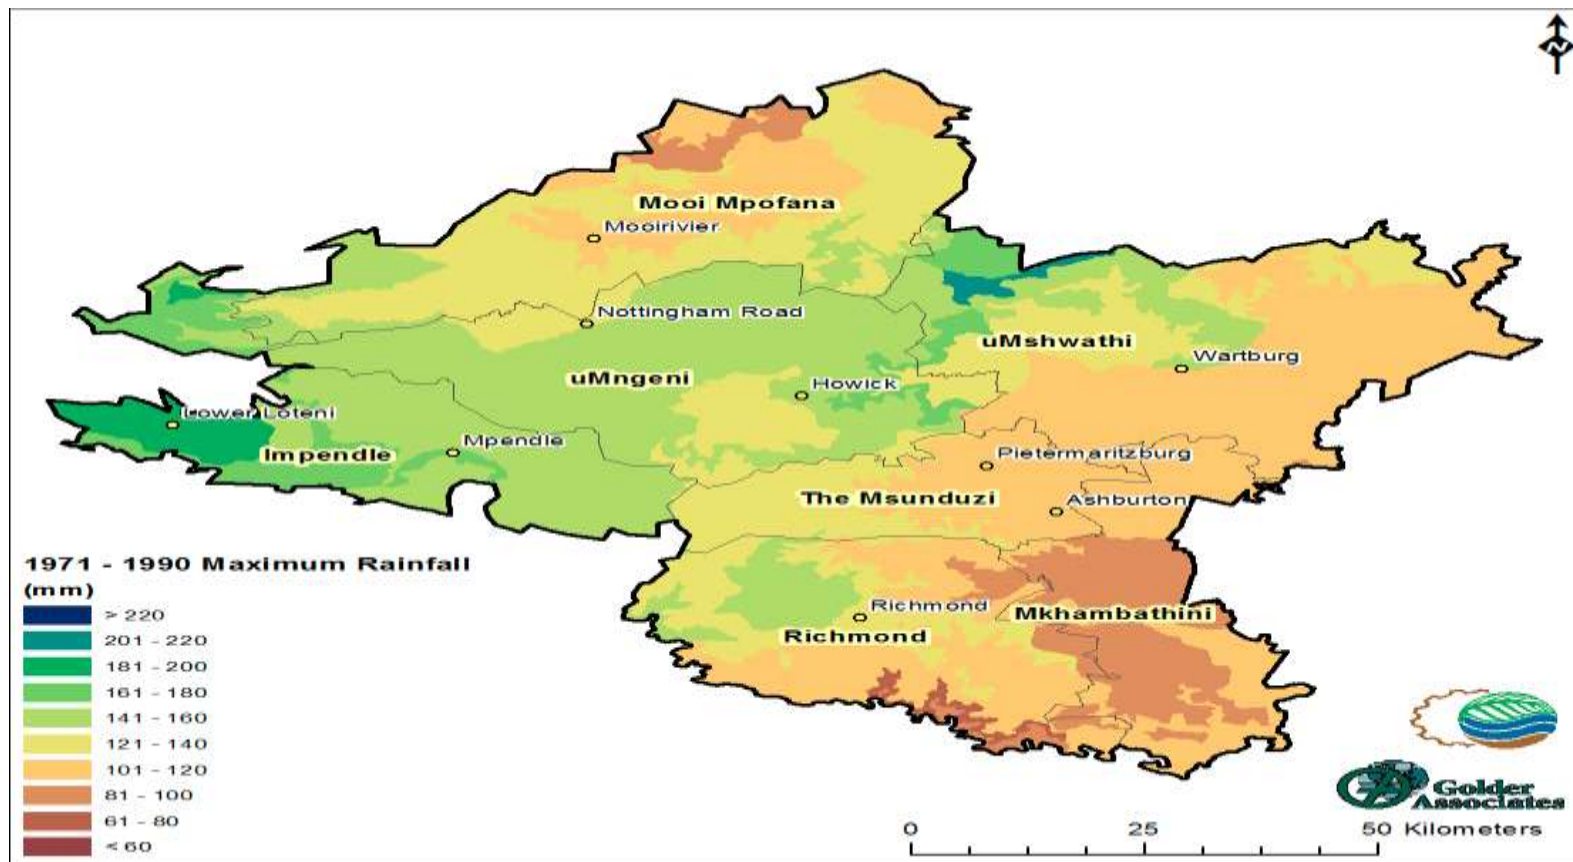 N
Mooi Mpofana
Mooirivier
Nottingham Road
uMshwathi
Wartburg
uMngeni
Howick
Lower Loteni
Mpendle
Impendle
Pietermaritzburg
The Msunduzi
Ashburton
Richmond
Mkhambathini
Richmond
1971 - 1990 Maximum Rainfall
(mm)
> 220
201 - 220
181 - 200
161 - 180
141 - 160
121 - 140
101 - 120
81 - 100
61 - 80
< 60
Golder
Associates
0 25 50 Kilometers